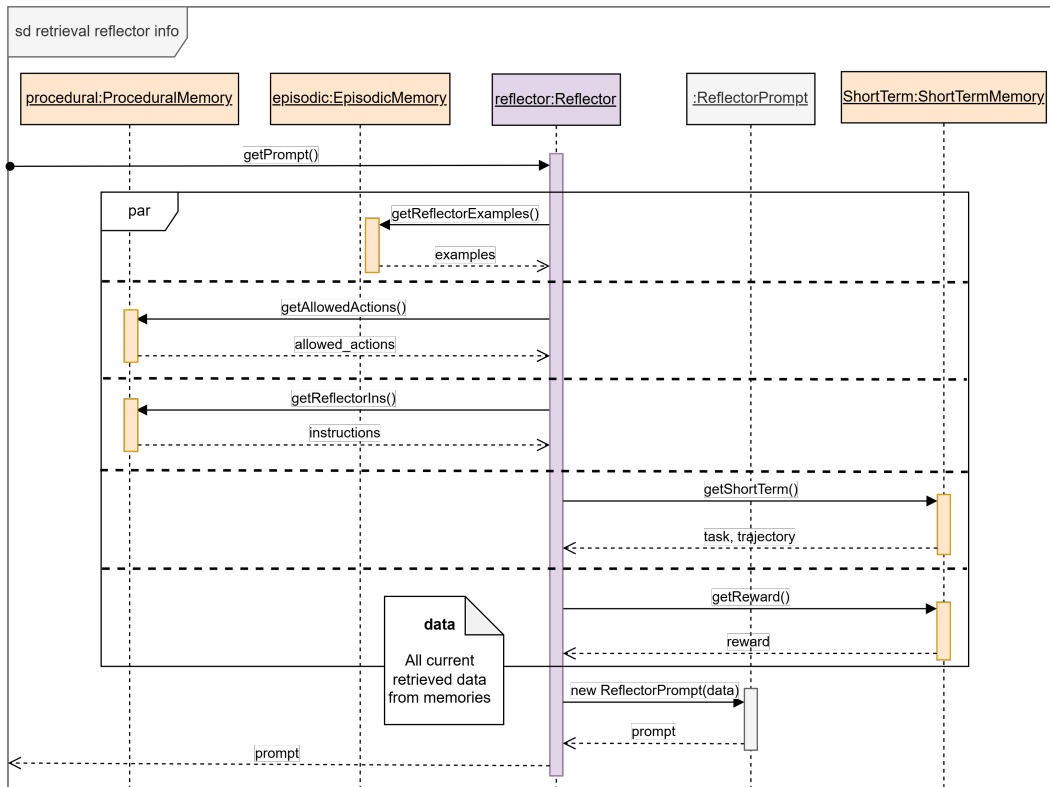 sd retrieval reflector info
procedural:ProceduralMemory
episodic:EpisodicMemory
reflector:Reflector
:ReflectorPrompt
ShortTerm:ShortTermMemory
getPrompt()
par
getReflectorExamples()
examples
getAllowedActions()
allowed_actions
getReflectorIns()
instructions
getShortTerm()
task, trajectory
getReward()
reward
data
All current
retrieved data
from memories
new ReflectorPrompt(data)
prompt
prompt